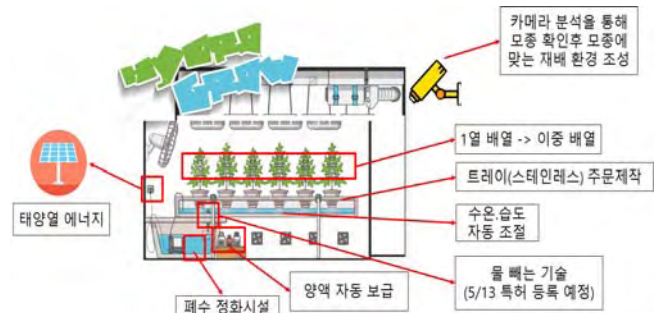 HYDRO
GROW
카메라 분석을 통해
모종 확인후 모종에
맞는 재배 환경 조성
1열 배열 -> 이중 배열
트레이(스테인레스) 주문제작
태양열 에너지
수온.습도
자동 조절
물 빼는 기술
(5/13 특허 등록 예정)
양액 자동 보급
폐수 정화시설